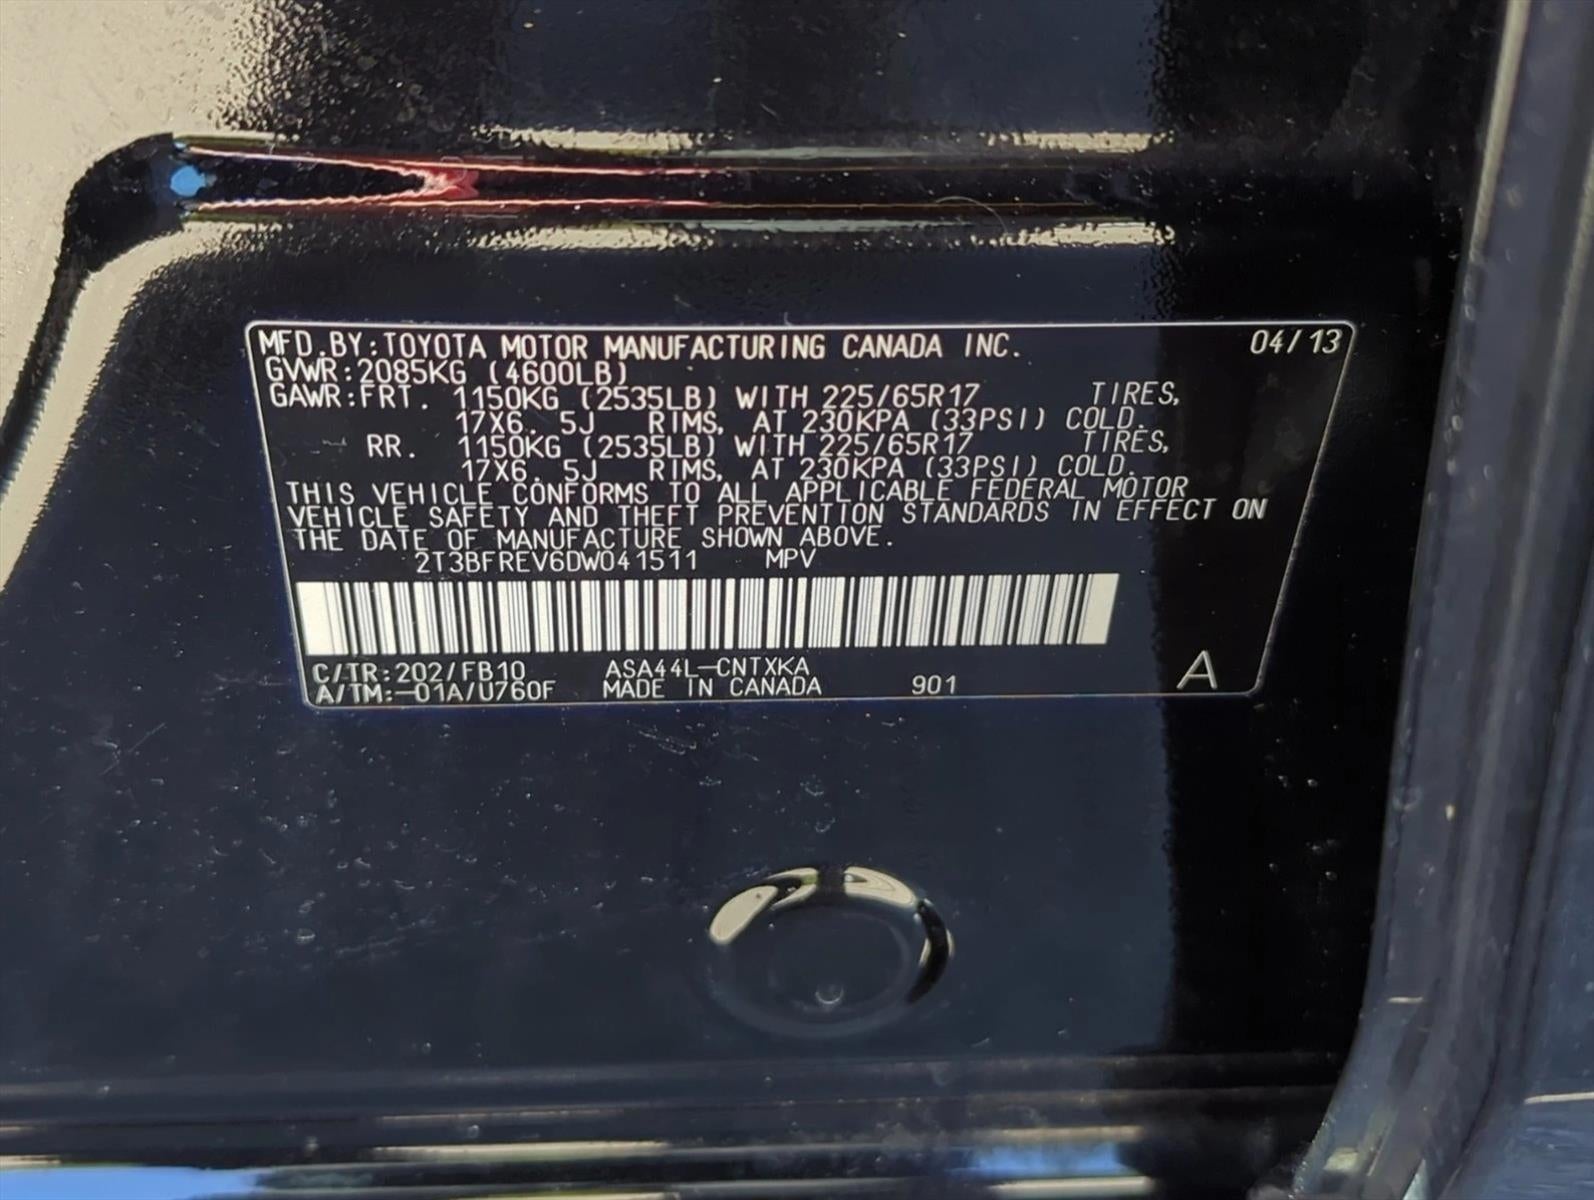 MFD.BY:TOYOTA MOTOR MANUFACTURING CANADA INC. 04/13
GVWR:2085KG (4600LB)
GAWR:FRT. 1150KG (2535LB) WITH 225/65R17 TIRES,
17X6.5J RIMS, AT 230KPA (33PSI) COLD.
RR. 1150KG (2535LB) WITH 225/65R17 TIRES,
17X6.5J RIMS, AT 230KPA (33PSI) COLD.
THIS VEHICLE CONFORMS TO ALL APPLICABLE FEDERAL MOTOR
VEHICLE SAFETY AND THEFT PREVENTION STANDARDS IN EFFECT ON
THE DATE OF MANUFACTURE SHOWN ABOVE.
2T3BFREV6DW041511 MPV
C/TR:202/FB10 ASA44L-CNTXKA
A/TM:-01A/U760F MADE IN CANADA 901 A